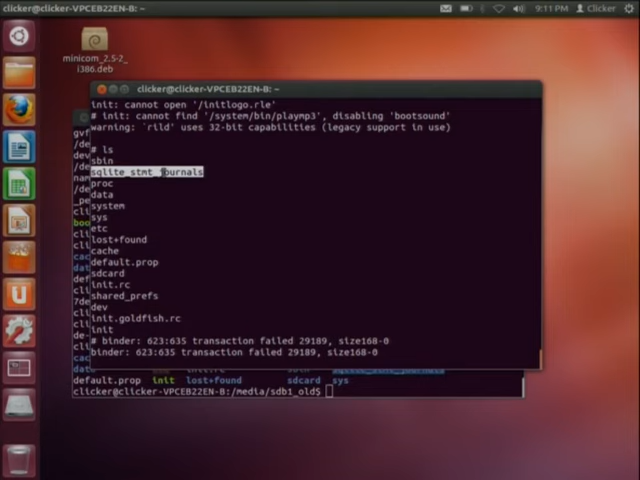 clicker@clicker-VPCEB22EN-B: ~
9:11 PM
Clicker
minicom_2.5-2_
i386.deb
clicker@clicker-VPCEB22EN-B: ~
init: cannot open '/initlogo.rle'
# init: cannot find '/system/bin/playmp3', disabling 'bootsound'
warning: `rild' uses 32-bit capabilities (legacy support in use)
# ls
sbin
sqlite_stmt_journals
proc
data
system
sys
etc
lost+found
cache
default.prop
sdcard
init.rc
shared_prefs
dev
init.goldfish.rc
init
# binder: 623:635 transaction failed 29189, size168-0
binder: 623:635 transaction failed 29189, size168-0
default.prop init lost+found sdcard sys
clicker@clicker-VPCEB22EN-B:/media/sdb1_old$